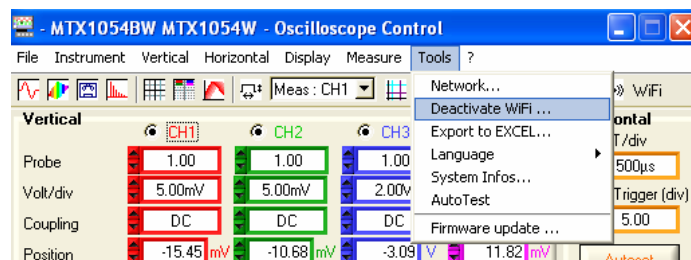 - MTX1054BW MTX1054W - Oscilloscope Control
File Instrument Vertical Horizontal Display Measure Tools ?
Meas : CH1 WiFi
Network...
Deactivate WiFi ...
Export to EXCEL...
Language
System Infos...
AutoTest
Firmware update ...
Vertical ontal
CH1 CH2 CH3 T/div
Probe 1.00 1.00 1.00 500µs
Volt/div 5.00mV 5.00mV 2.00V Trigger (div)
Coupling DC DC DC 5.00
Position -15.45 mV -10.68 mV -3.09 V 11.82 mV